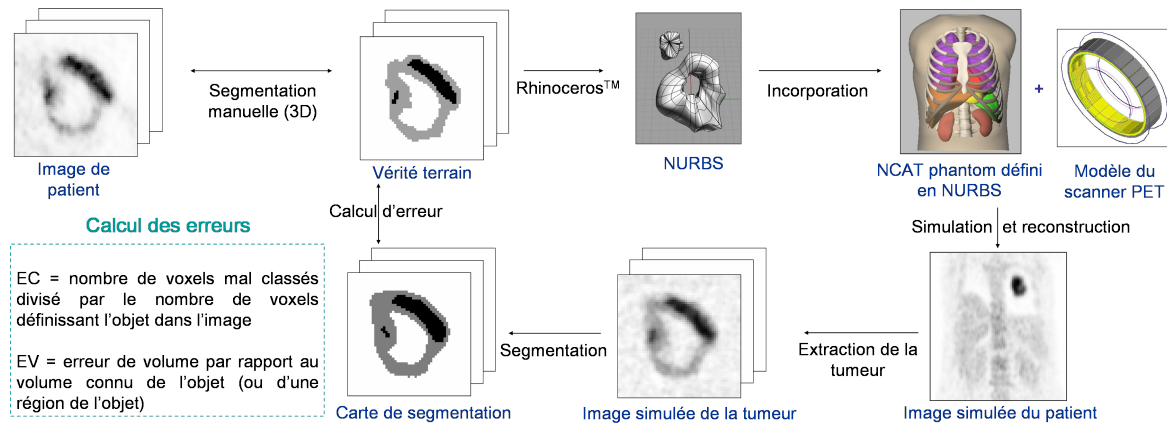 Segmentation
manuelle (3D)
Rhinoceros™
Incorporation
+
Image de
patient
Vérité terrain
NURBS
NCAT phantom défini
en NURBS
Modèle du
scanner PET
Calcul d'erreur
Simulation et reconstruction
Calcul des erreurs
EC = nombre de voxels mal classés
divisé par le nombre de voxels
définissant l'objet dans l'image
EV = erreur de volume par rapport au
volume connu de l'objet (ou d'une
région de l'objet)
Segmentation
Extraction de la
tumeur
Carte de segmentation
Image simulée de la tumeur
Image simulée du patient